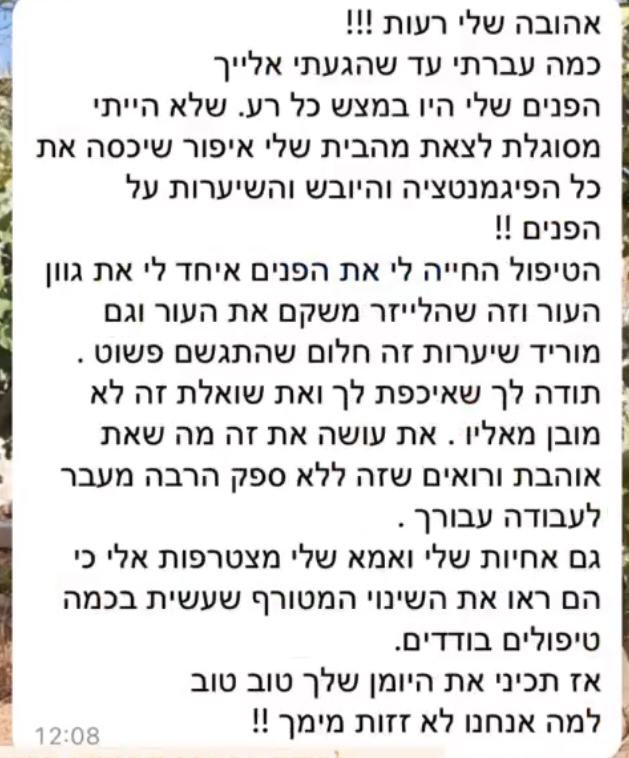 אהובה שלי רעות !!!
כמה עברתי עד שהגעתי אלייך
הפנים שלי היו במצש כל רע. שלא הייתי
מסוגלת לצאת מהבית שלי איפור שיכסה את
כל הפיגמנטציה והיובש והשיערות על
הפנים !!
הטיפול החייה לי את הפנים איחד לי את גוון
העור וזה שהלייזר משקם את העור וגם
מוריד שיערות זה חלום שהתגשם פשוט .
תודה לך שאיכפת לך ואת שואלת זה לא
מובן מאליו . את עושה את זה מה שאת
אוהבת ורואים שזה ללא ספק הרבה מעבר
לעבודה עבורך .
גם אחיות שלי ואמא שלי מצטרפות אלי כי
הם ראו את השינוי המטורף שעשית בכמה
טיפולים בודדים.
אז תכיני את היומן שלך טוב טוב
למה אנחנו לא זזות מימך !!
12:08